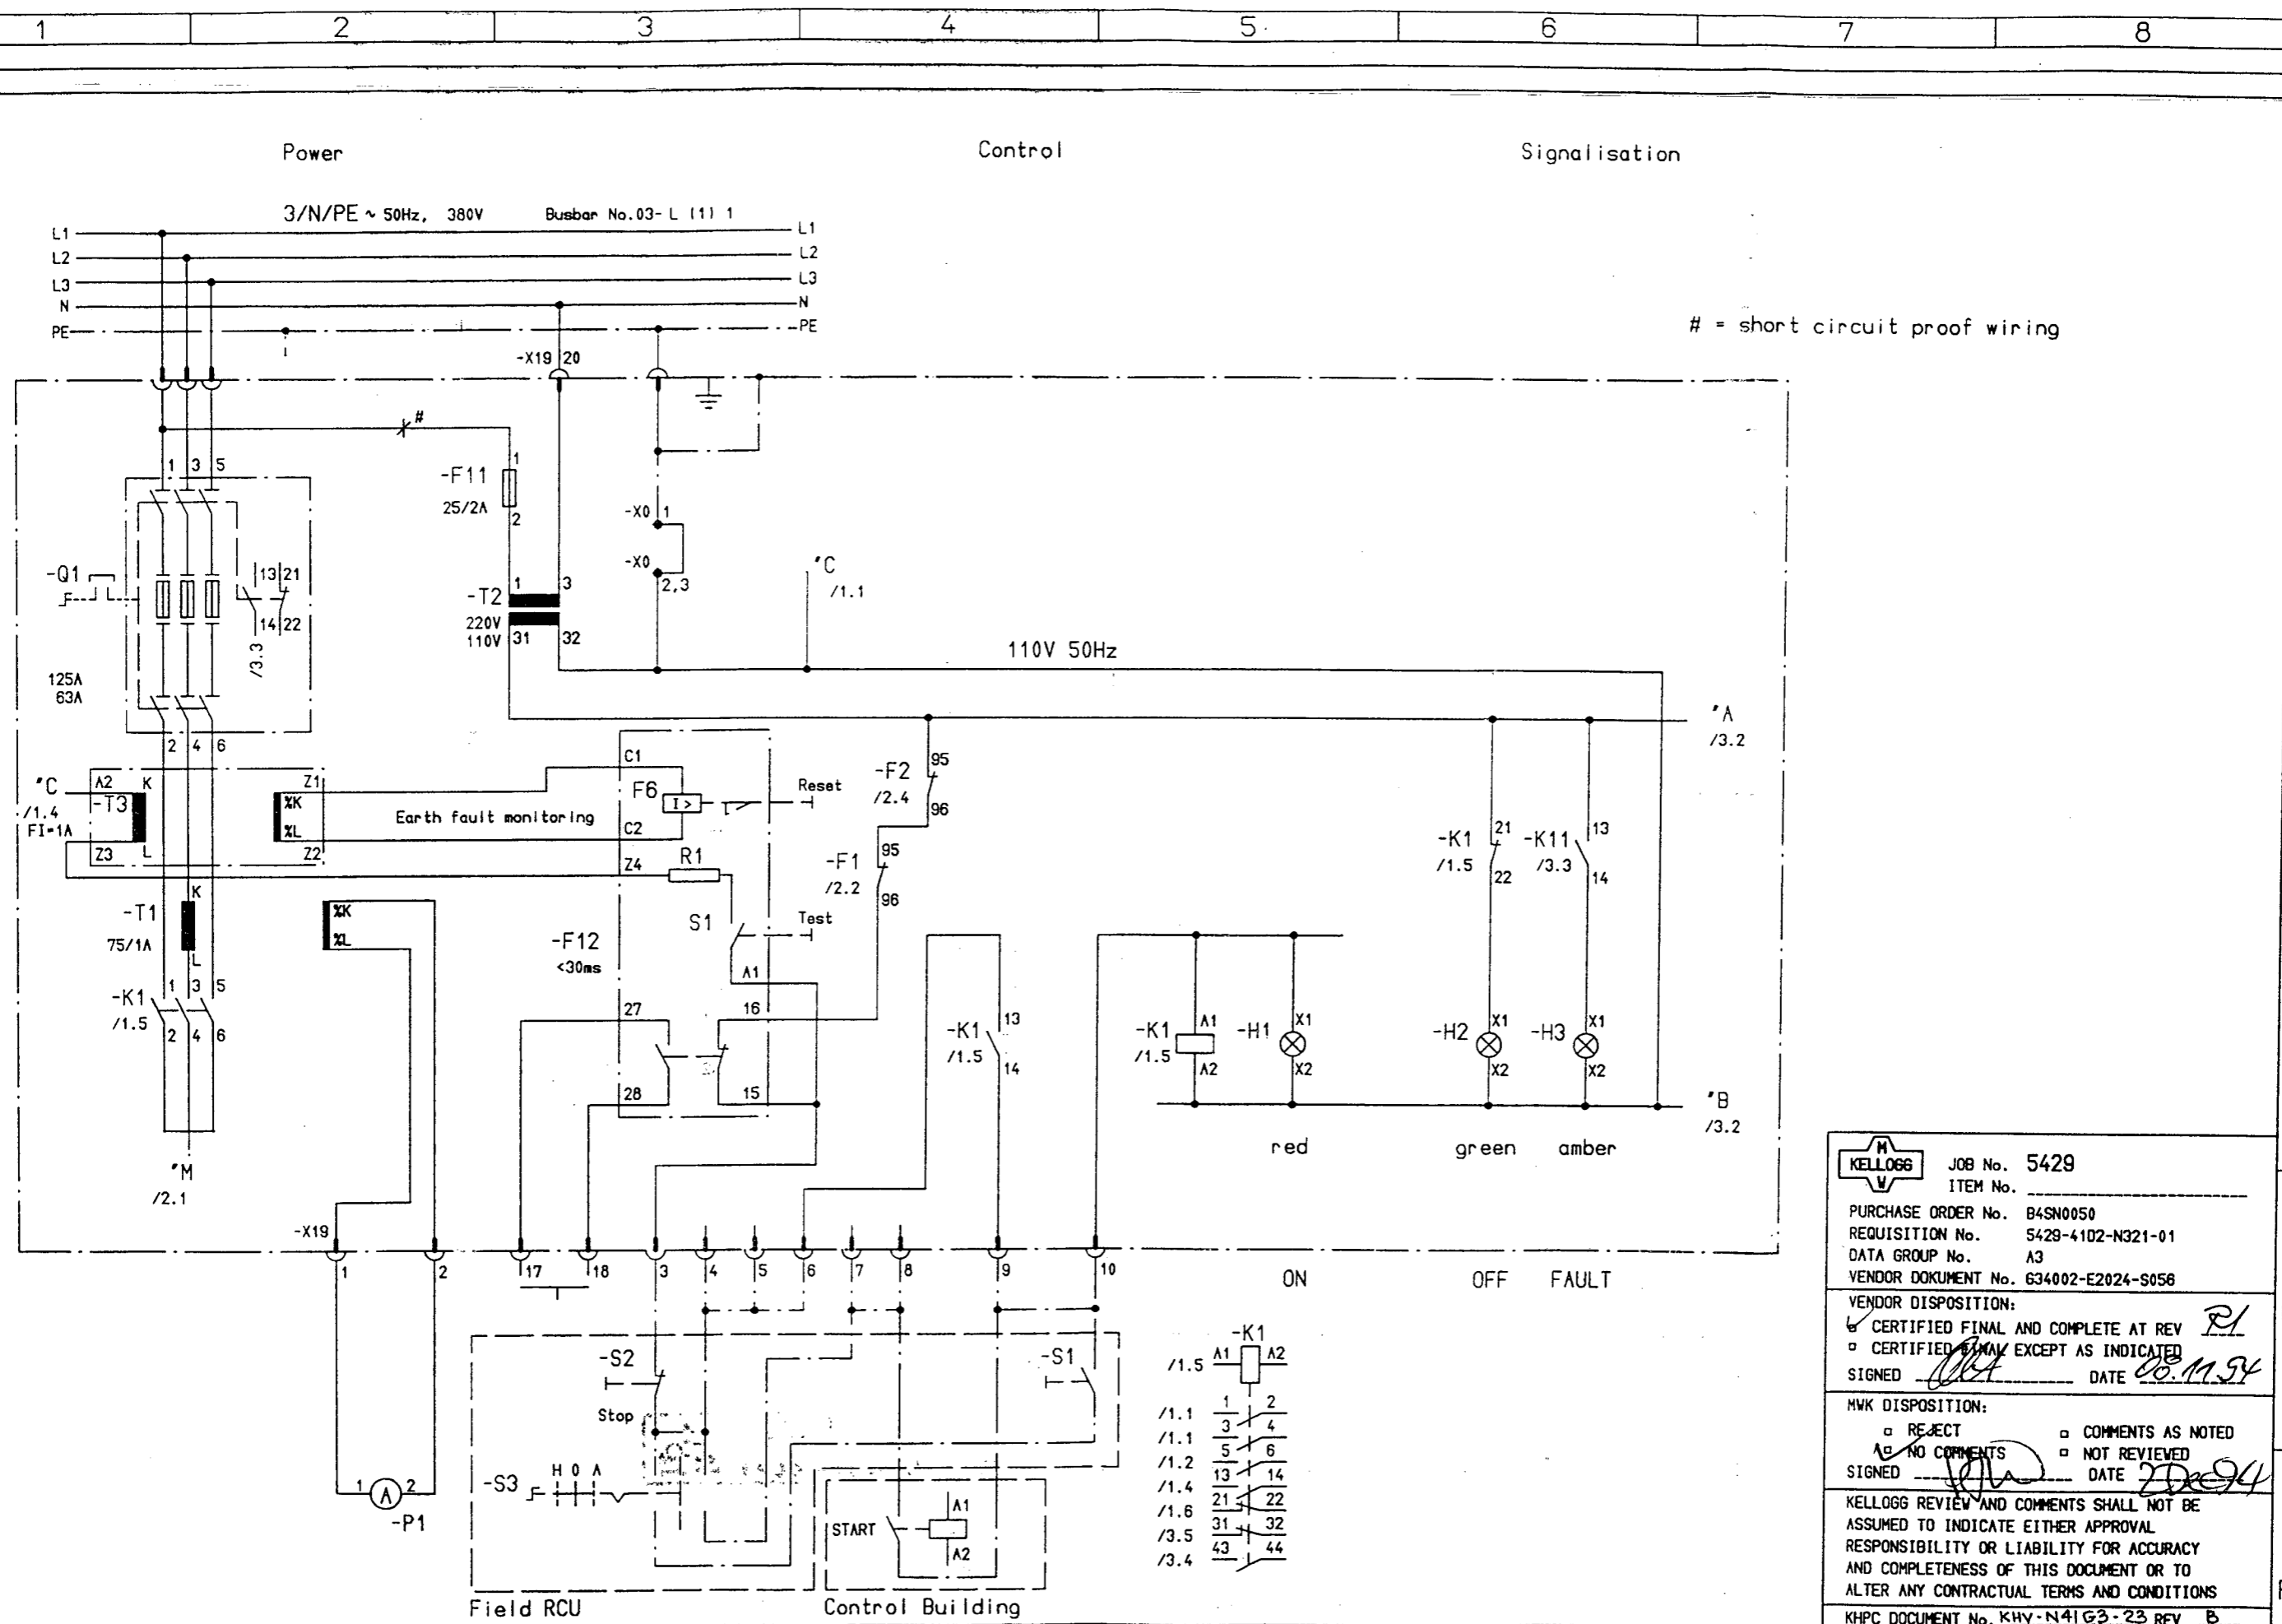 1 2 3 4 5 6 7 8
Power Control Signalisation
3/N/PE ~ 50Hz, 380V Busbar No.03- L (1) 1
L1 L1
L2 L2
L3 L3
N N
PE PE
# = short circuit proof wiring
-X19 20
#
1 3 5
-F11 1
25/2A 2
-X0 1
-X0 2,3
-Q1 13 21
14 22
/3.3
125A
63A
2 4 6
-T2 1 3
220V
110V 31 32
"C
/1.1
110V 50Hz
"A
/3.2
"C
/1.4
FI=1A
A2 K
-T3
Z3 L
Z1
%K
%L
Z2
Earth fault monitoring
C1
F6 I> Reset
C2
Z4 R1
S1 Test
-F12
<30ms
A1
27 16
28 15
-F2 95
/2.4 96
-F1 95
/2.2 96
-K1 21
/1.5 22
-K11 13
/3.3 14
-T1 K
75/1A L
%K
%L
-K1 1 3 5
/1.5 2 4 6
"M
/2.1
-K1 13
/1.5 14
-K1 A1
/1.5 A2
-H1 X1
X2
-H2 X1
X2
-H3 X1
X2
"B
/3.2
red green amber
-X19
1 2 17 18 3 4 5 6 7 8 9 10
ON OFF FAULT
-S2
Stop
-S1
-S3 H O A
1 A 2
-P1
START A1
A2
Field RCU Control Building
-K1
/1.5 A1 A2
/1.1 1 2
/1.1 3 4
/1.2 5 6
/1.4 13 14
/1.6 21 22
/3.5 31 32
/3.4 43 44
M
KELLOGG
W
JOB No. 5429
ITEM No.
PURCHASE ORDER No. B4SN0050
REQUISITION No. 5429-41D2-N321-01
DATA GROUP No. A3
VENDOR DOKUMENT No. G34002-E2024-S056
VENDOR DISPOSITION:
CERTIFIED FINAL AND COMPLETE AT REV R1
CERTIFIED FINAL EXCEPT AS INDICATED
SIGNED DATE 08.11.94
MWK DISPOSITION:
REJECT COMMENTS AS NOTED
NO COMMENTS NOT REVIEWED
SIGNED DATE 2 Dec 94
KELLOGG REVIEW AND COMMENTS SHALL NOT BE
ASSUMED TO INDICATE EITHER APPROVAL
RESPONSIBILITY OR LIABILITY FOR ACCURACY
AND COMPLETENESS OF THIS DOCUMENT OR TO
ALTER ANY CONTRACTUAL TERMS AND CONDITIONS
KHPC DOCUMENT No. KHY-N41G3-23 REV B